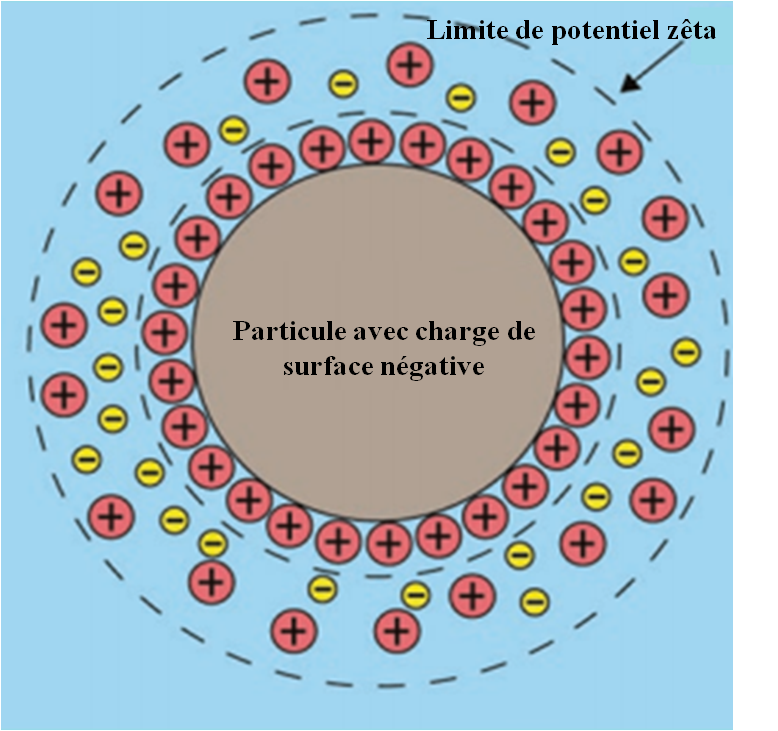 Limite de potentiel zêta
Particule avec charge de
surface négative